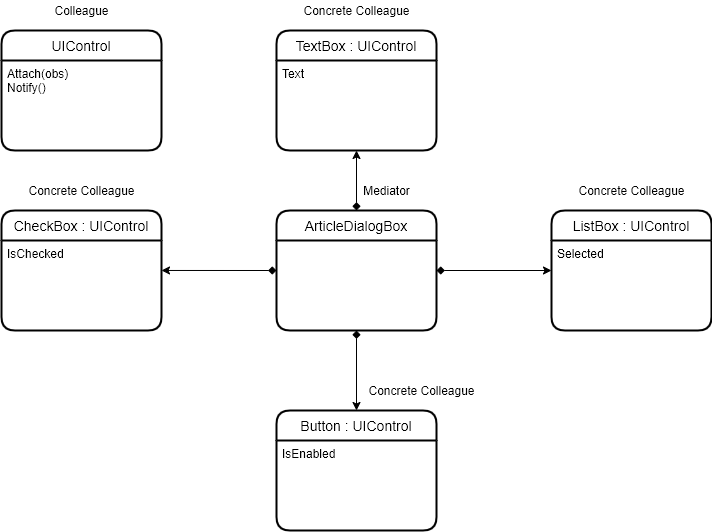 Colleague
UIControl
Attach(obs)
Notify()
Concrete Colleague
TextBox : UIControl
Text
Concrete Colleague
CheckBox : UIControl
IsChecked
Mediator
ArticleDialogBox
Concrete Colleague
ListBox : UIControl
Selected
Concrete Colleague
Button : UIControl
IsEnabled